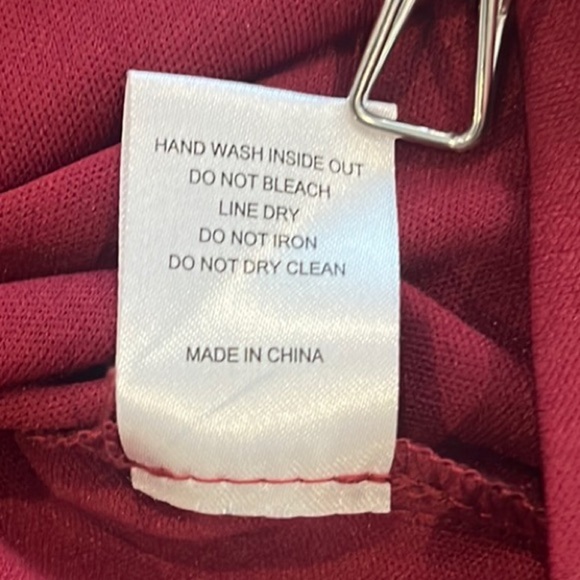 HAND WASH INSIDE OUT
DO NOT BLEACH
LINE DRY
DO NOT IRON
DO NOT DRY CLEAN
MADE IN CHINA